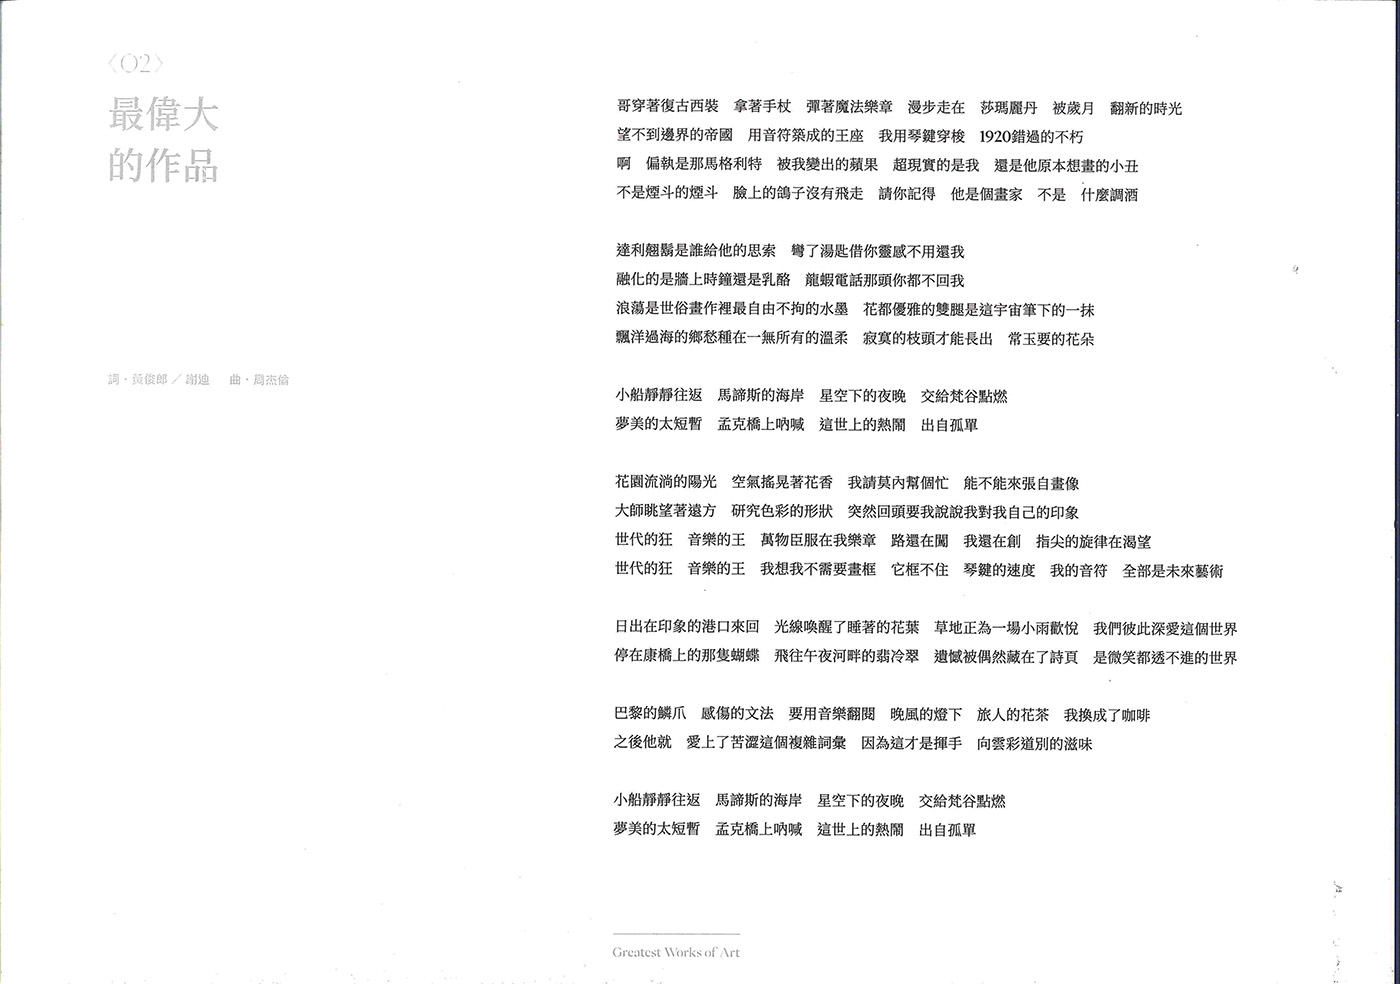 〈02〉
最偉大
的作品
詞・黃俊郎／謝迪　曲・周杰倫
哥穿著復古西裝　拿著手杖　彈著魔法樂章　漫步走在　莎瑪麗丹　被歲月　翻新的時光
望不到邊界的帝國　用音符築成的王座　我用琴鍵穿梭　1920錯過的不朽
啊　偏執是那馬格利特　被我變出的蘋果　超現實的是我　還是他原本想畫的小丑
不是煙斗的煙斗　臉上的鴿子沒有飛走　請你記得　他是個畫家　不是　什麼調酒
達利翹鬍是誰給他的思索　彎了湯匙借你靈感不用還我
融化的是牆上時鐘還是乳酪　龍蝦電話那頭你都不回我
浪蕩是世俗畫作裡最自由不拘的水墨　花都優雅的雙腿是這宇宙筆下的一抹
飄洋過海的鄉愁種在一無所有的溫柔　寂寞的枝頭才能長出　常玉要的花朵
小船靜靜往返　馬諦斯的海岸　星空下的夜晚　交給梵谷點燃
夢美的太短暫　孟克橋上吶喊　這世上的熱鬧　出自孤單
花園流淌的陽光　空氣搖晃著花香　我請莫內幫個忙　能不能來張自畫像
大師眺望著遠方　研究色彩的形狀　突然回頭要我說說我對我自己的印象
世代的狂　音樂的王　萬物臣服在我樂章　路還在闖　我還在創　指尖的旋律在渴望
世代的狂　音樂的王　我想我不需要畫框　它框不住　琴鍵的速度　我的音符　全部是未來藝術
日出在印象的港口來回　光線喚醒了睡著的花葉　草地正為一場小雨歡悅　我們彼此深愛這個世界
停在康橋上的那隻蝴蝶　飛往午夜河畔的翡冷翠　遺憾被偶然藏在了詩頁　是微笑都透不進的世界
巴黎的鱗爪　感傷的文法　要用音樂翻閱　晚風的燈下　旅人的花茶　我換成了咖啡
之後他就　愛上了苦澀這個複雜詞彙　因為這才是揮手　向雲彩道別的滋味
小船靜靜往返　馬諦斯的海岸　星空下的夜晚　交給梵谷點燃
夢美的太短暫　孟克橋上吶喊　這世上的熱鬧　出自孤單
Greatest Works of Art